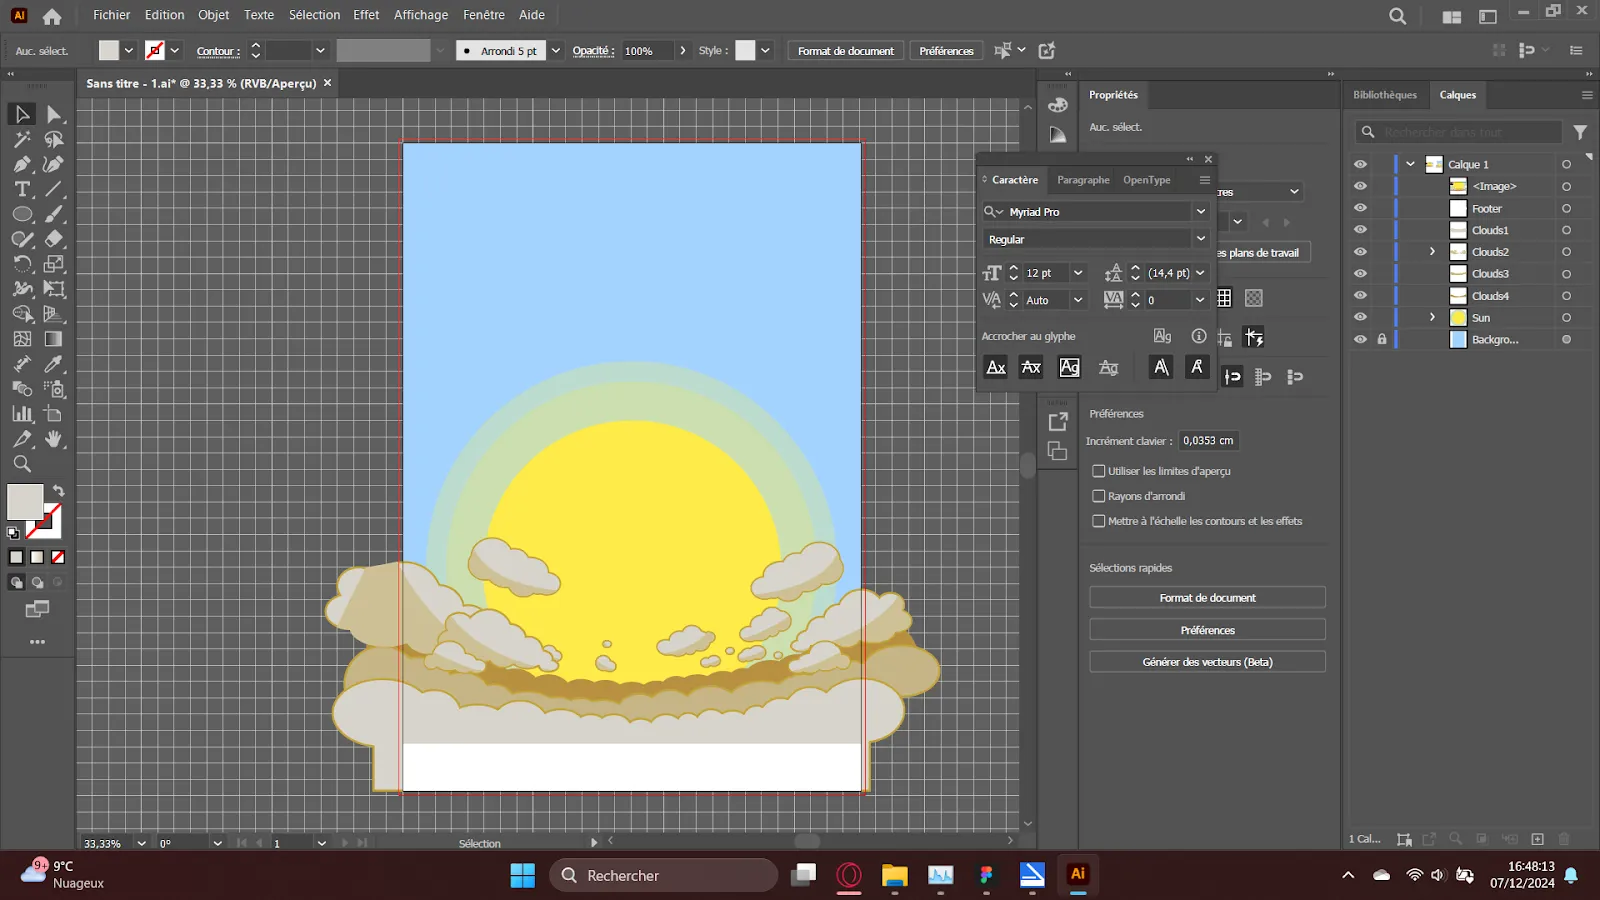 Ai Fichier Edition Objet Texte Sélection Effet Affichage Fenêtre Aide
Auc. sélect. Contour : Arrondi 5 pt Opacité : 100% Style : Format de document Préférences
Sans titre - 1.ai* @ 33,33 % (RVB/Aperçu) ×
Propriétés
Auc. sélect.
tres
es plans de travail
Caractère Paragraphe OpenType
Myriad Pro
Regular
12 pt (14,4 pt)
Auto 0
Accrocher au glyphe
Préférences
Incrément clavier : 0,0353 cm
Utiliser les limites d'aperçu
Rayons d'arrondi
Mettre à l'échelle les contours et les effets
Sélections rapides
Format de document
Préférences
Générer des vecteurs (Beta)
Bibliothèques Calques
Rechercher dans tout
Calque 1
<Image>
Footer
Clouds1
Clouds2
Clouds3
Clouds4
Sun
Backgro...
1 Cal...
33,33% 0° 1 Sélection
9+
9°C
Nuageux
Rechercher
Ai
16:48:13
07/12/2024